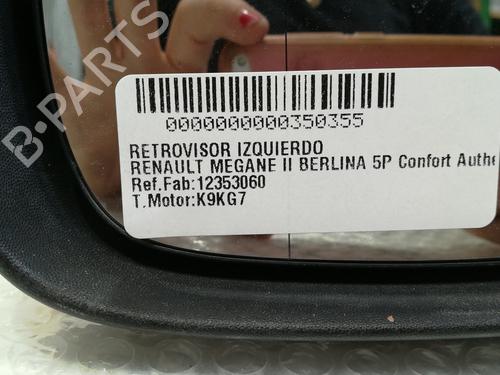 B-PARTS
0000000000350355
RETROVISOR IZQUIERDO
RENAULT MEGANE II BERLINA 5P Confort Authe
Ref.Fab:12353060
T.Motor:K9KG7